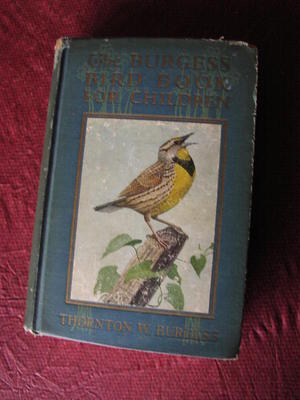 The BURGESS
BIRD BOOK
FOR CHILDREN
THORNTON W. BURGESS